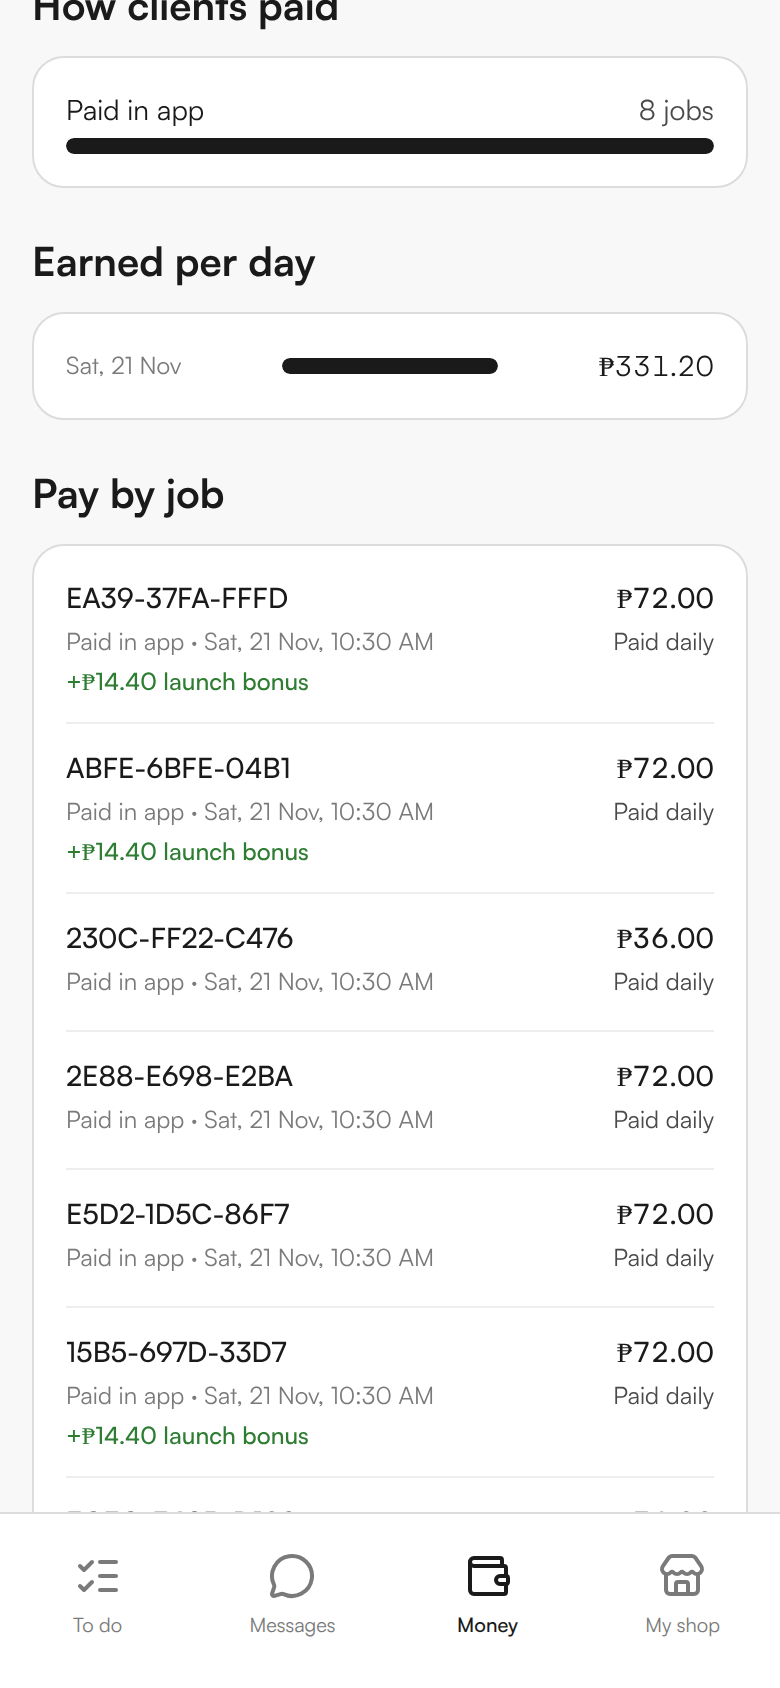 How clients paid
Paid in app
8 jobs
Earned per day
Sat, 21 Nov
₱331.20
Pay by job
EA39-37FA-FFFD
₱72.00
Paid in app · Sat, 21 Nov, 10:30 AM
Paid daily
+₱14.40 launch bonus
ABFE-6BFE-04B1
₱72.00
Paid in app · Sat, 21 Nov, 10:30 AM
Paid daily
+₱14.40 launch bonus
230C-FF22-C476
₱36.00
Paid in app · Sat, 21 Nov, 10:30 AM
Paid daily
2E88-E698-E2BA
₱72.00
Paid in app · Sat, 21 Nov, 10:30 AM
Paid daily
E5D2-1D5C-86F7
₱72.00
Paid in app · Sat, 21 Nov, 10:30 AM
Paid daily
15B5-697D-33D7
₱72.00
Paid in app · Sat, 21 Nov, 10:30 AM
Paid daily
+₱14.40 launch bonus
To do
Messages
Money
My shop